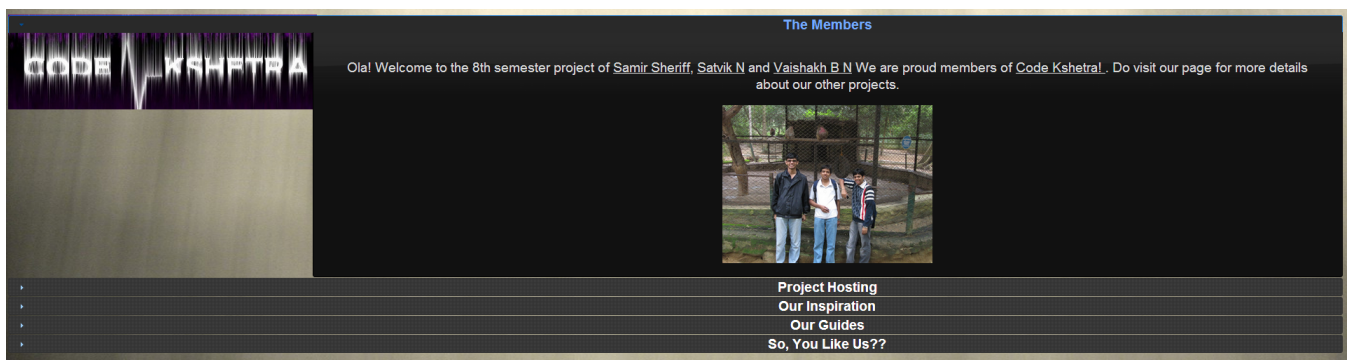 The Members
CODE KSHETRA
Ola! Welcome to the 8th semester project of Samir Sheriff, Satvik N and Vaishakh B N We are proud members of Code Kshetra! . Do visit our page for more details
about our other projects.
Project Hosting
Our Inspiration
Our Guides
So, You Like Us??